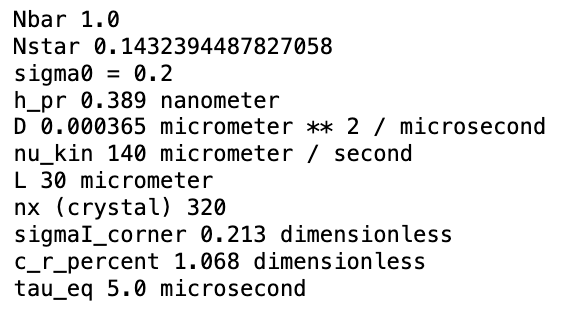 Nbar 1.0
Nstar 0.1432394487827058
sigma0 = 0.2
h_pr 0.389 nanometer
D 0.000365 micrometer ** 2 / microsecond
nu_kin 140 micrometer / second
L 30 micrometer
nx (crystal) 320
sigmaI_corner 0.213 dimensionless
c_r_percent 1.068 dimensionless
tau_eq 5.0 microsecond